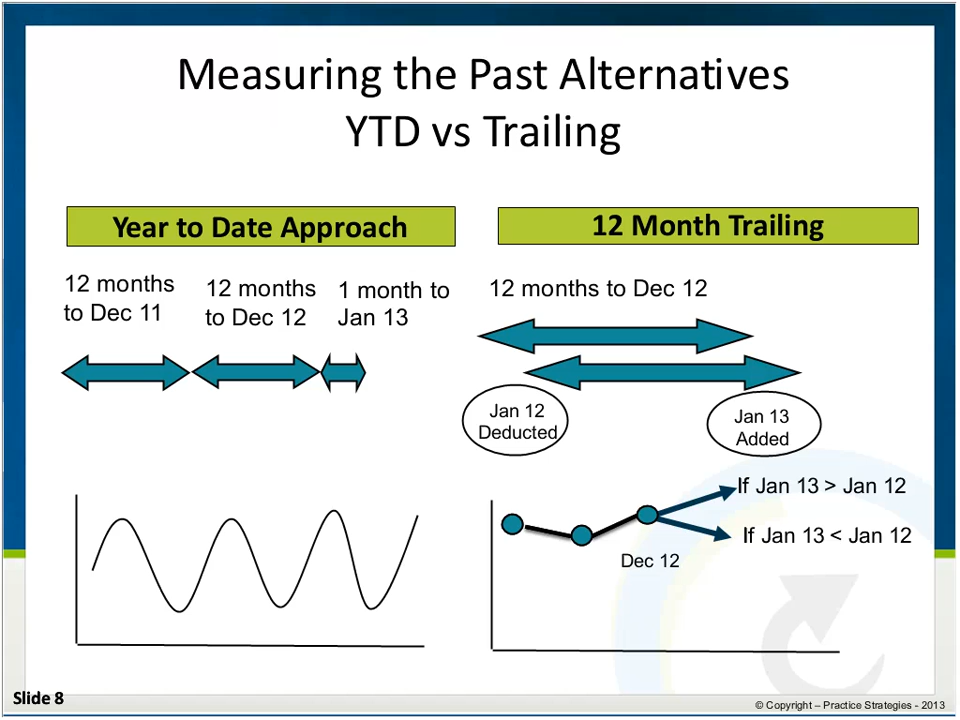 Measuring the Past Alternatives
YTD vs Trailing
Year to Date Approach
12 months
to Dec 11
12 months
to Dec 12
1 month to
Jan 13
12 Month Trailing
12 months to Dec 12
Jan 12
Deducted
Jan 13
Added
If Jan 13 > Jan 12
If Jan 13 < Jan 12
Dec 12
Slide 8
© Copyright – Practice Strategies - 2013